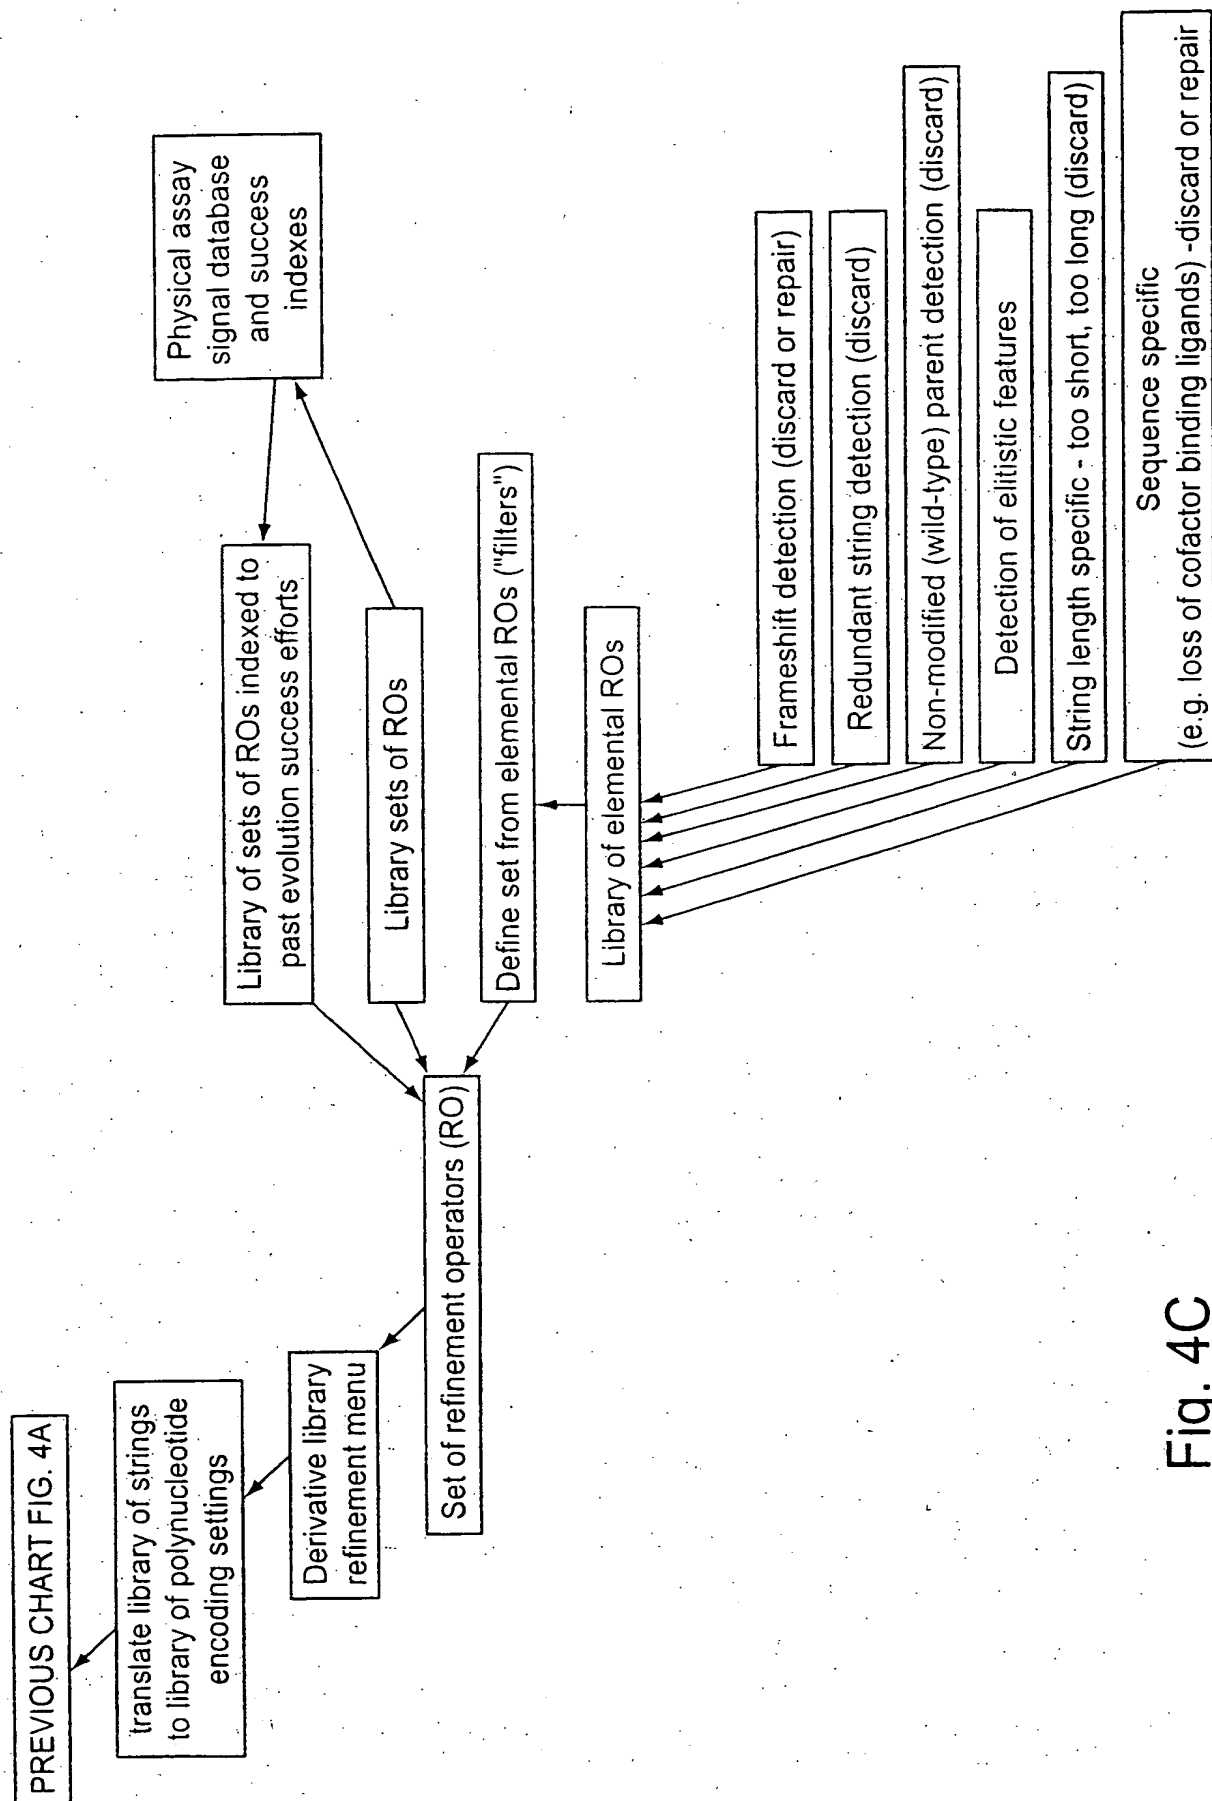 PREVIOUS CHART FIG. 4A
translate library of strings
to library of polynucleotide
encoding settings
Derivative library
refinement menu
Set of refinement operators (RO)
Library of sets of ROs indexed to
past evolution success efforts
Physical assay
signal database
and success
indexes
Library sets of ROs
Define set from elemental ROs ("filters")
Library of elemental ROs
Frameshift detection (discard or repair)
Redundant string detection (discard)
Non-modified (wild-type) parent detection (discard)
Detection of elitistic features
String length specific - too short, too long (discard)
Sequence specific
(e.g. loss of cofactor binding ligands) -discard or repair
Fig. 4C